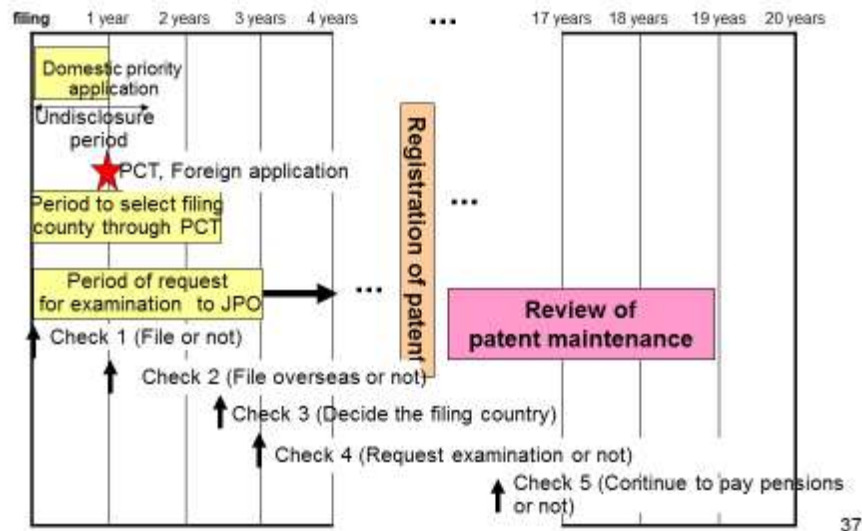 filing 1 year 2 years 3 years 4 years ... 17 years 18 years 19 yeas 20 years
Domestic priority
application
Undisclosure
period
PCT, Foreign application
Period to select filing
county through PCT
...
Period of request
for examination to JPO
...
Registration of patent
Review of
patent maintenance
Check 1 (File or not)
Check 2 (File overseas or not)
Check 3 (Decide the filing country)
Check 4 (Request examination or not)
Check 5 (Continue to pay pensions
or not)
37